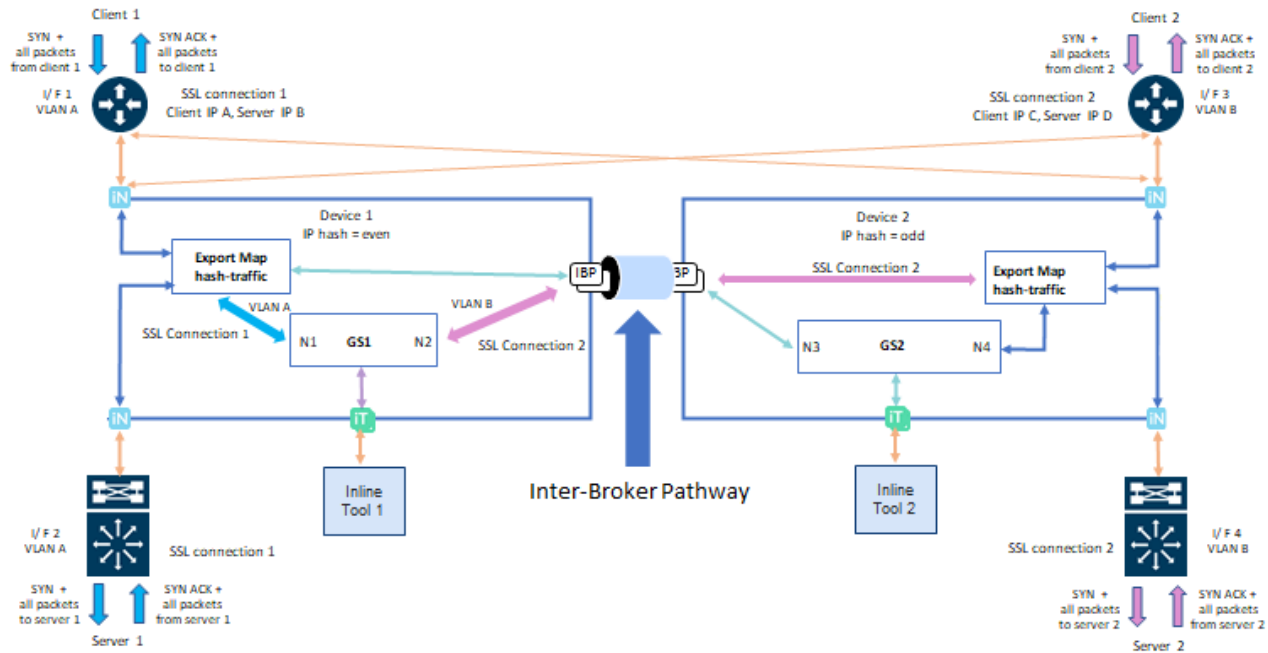 Client 1
SYN +
all packets
from client 1
SYN ACK +
all packets
to client 1
I/ F 1
VLAN A
SSL connection 1
Client IP A, Server IP B
Client 2
SYN +
all packets
from client 2
SYN ACK +
all packets
to client 2
SSL connection 2
Client IP C, Server IP D
I/ F 3
VLAN B
iN
iN
Device 1
IP hash = even
Export Map
hash-traffic
VLAN A
SSL Connection 1
N1
GS1
N2
VLAN B
SSL Connection 2
IBP
BP
Device 2
IP hash = odd
SSL Connection 2
Export Map
hash-traffic
N3
GS2
N4
iN
iT
iT
iN
Inline
Tool 1
Inter-Broker Pathway
Inline
Tool 2
I/ F 2
VLAN A
SSL connection 1
SYN +
all packets
to server 1
SYN ACK +
all packets
from server 1
Server 1
SSL connection 2
I/ F 4
VLAN B
SYN +
all packets
to server 2
SYN ACK +
all packets
from server 2
Server 2